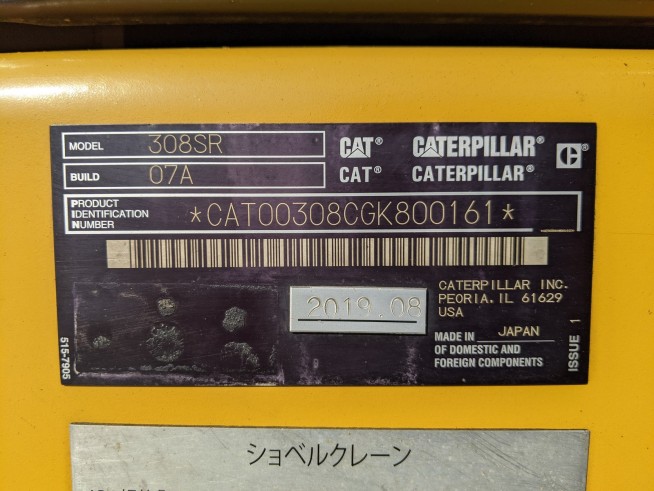 MODEL 308SR
BUILD 07A
CAT® CATERPILLAR® C®
CAT® CATERPILLAR®
PRODUCT
IDENTIFICATION
NUMBER
*CAT00308CGK800161*
2019.08
CATERPILLAR INC.
PEORIA.IL 61629
USA
MADE IN JAPAN
OF DOMESTIC AND
FOREIGN COMPONENTS
515-7905
ISSUE 1
ショベルクレーン